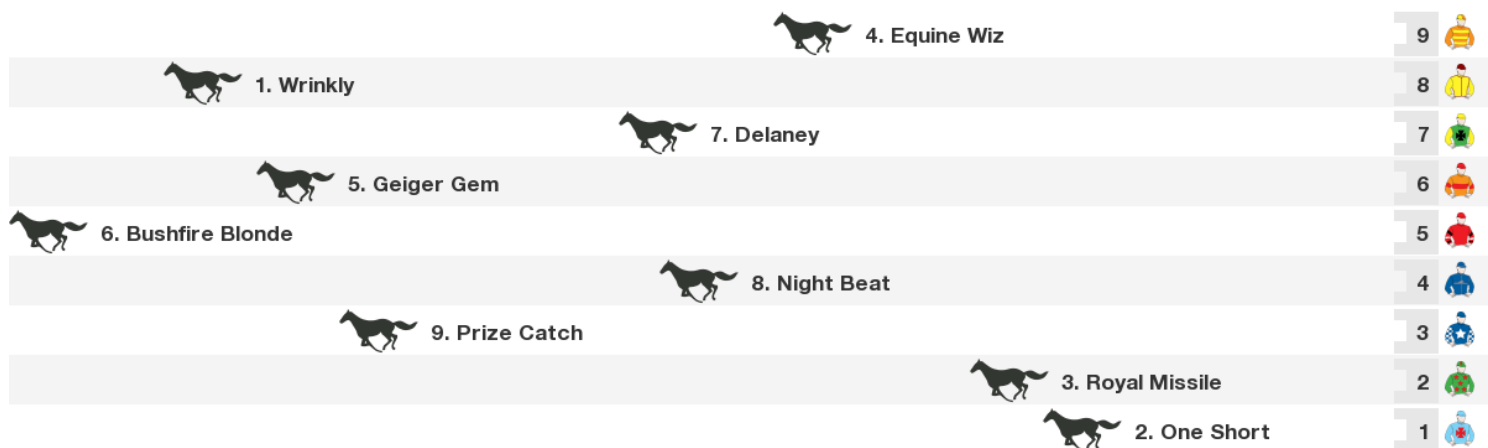 4. Equine Wiz 9
1. Wrinkly 8
7. Delaney 7
5. Geiger Gem 6
6. Bushfire Blonde 5
8. Night Beat 4
9. Prize Catch 3
3. Royal Missile 2
2. One Short 1